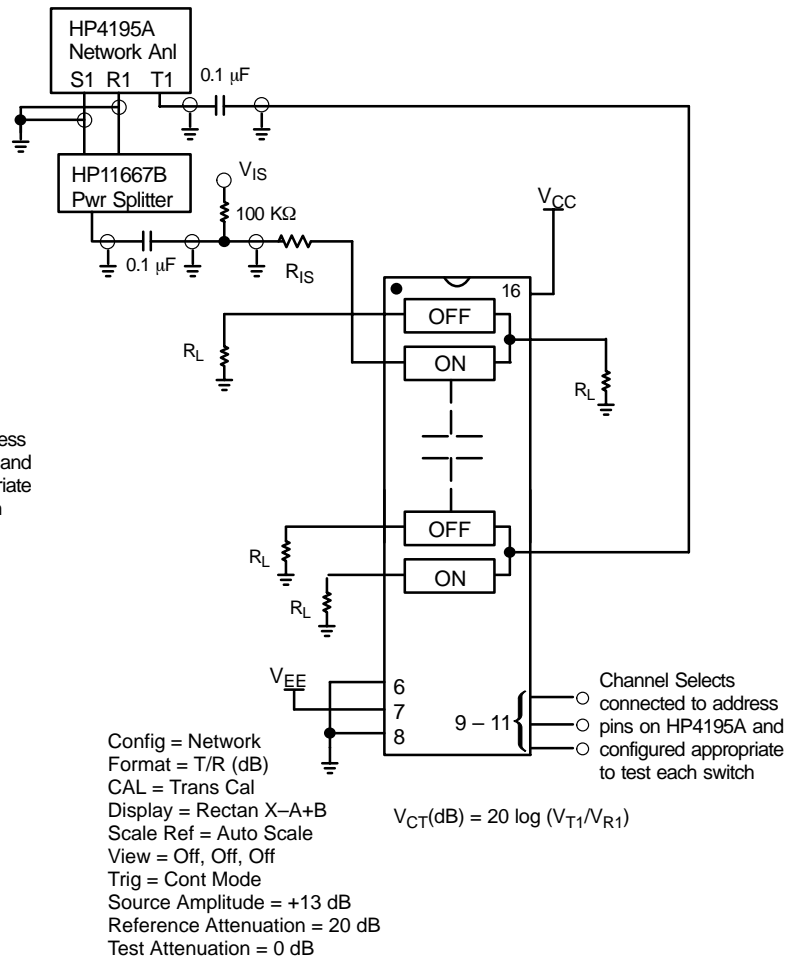 HP4195A
Network Anl
S1 R1 T1
0.1 μF
HP11667B
Pwr Splitter
V_IS
100 KΩ
0.1 μF
R_IS
V_CC
16
OFF
R_L
ON
R_L
ess
and
riate
OFF
R_L
ON
R_L
V_EE
6
7
8
9 – 11
Channel Selects
connected to address
pins on HP4195A and
configured appropriate
to test each switch
Config = Network
Format = T/R (dB)
CAL = Trans Cal
Display = Rectan X–A+B
Scale Ref = Auto Scale
View = Off, Off, Off
Trig = Cont Mode
Source Amplitude = +13 dB
Reference Attenuation = 20 dB
Test Attenuation = 0 dB
V_CT(dB) = 20 log (V_T1/V_R1)